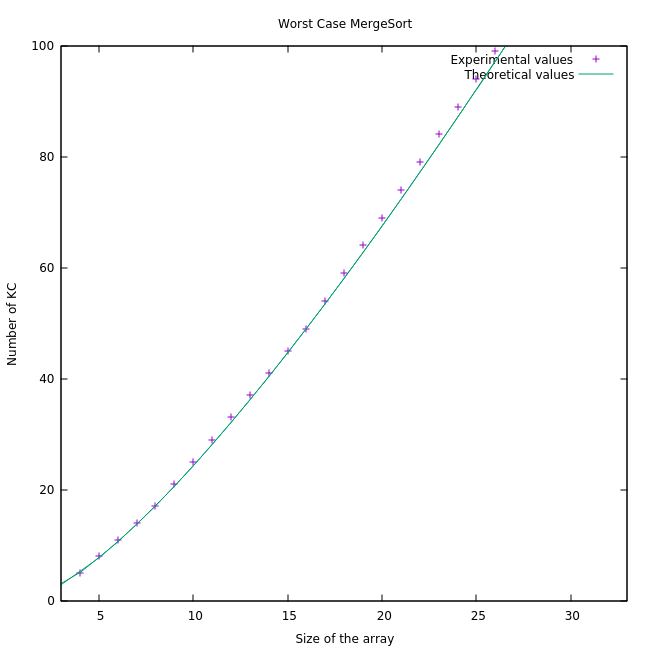 Worst Case MergeSort
100
80
60
40
20
0
Experimental values
Theoretical values
Number of KC
5 10 15 20 25 30
Size of the array